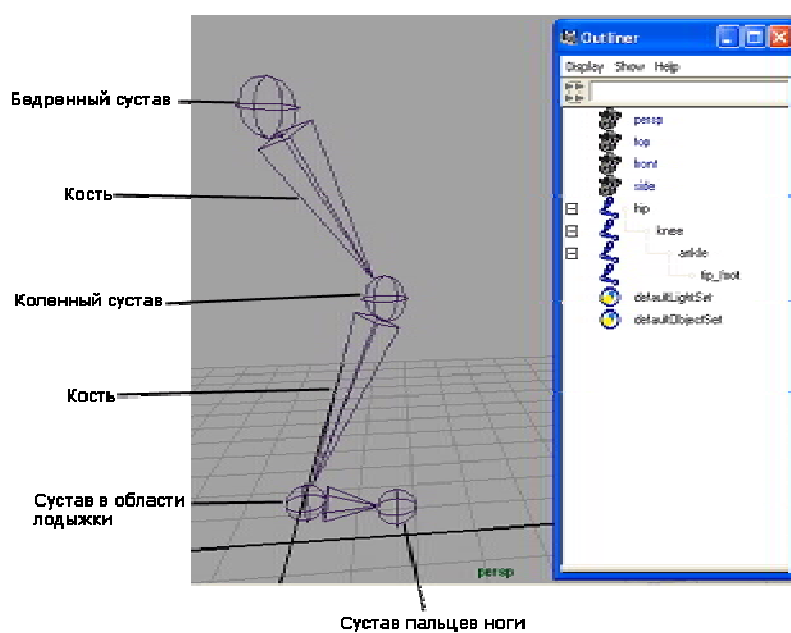 Бедренный сустав
Кость
Коленный сустав
Кость
Сустав в области
лодыжки
Сустав пальцев ноги
persp
Outliner
Display Show Help
persp
top
front
side
hip
knee
ankle
tip_foot
defaultLightSet
defaultObjectSet